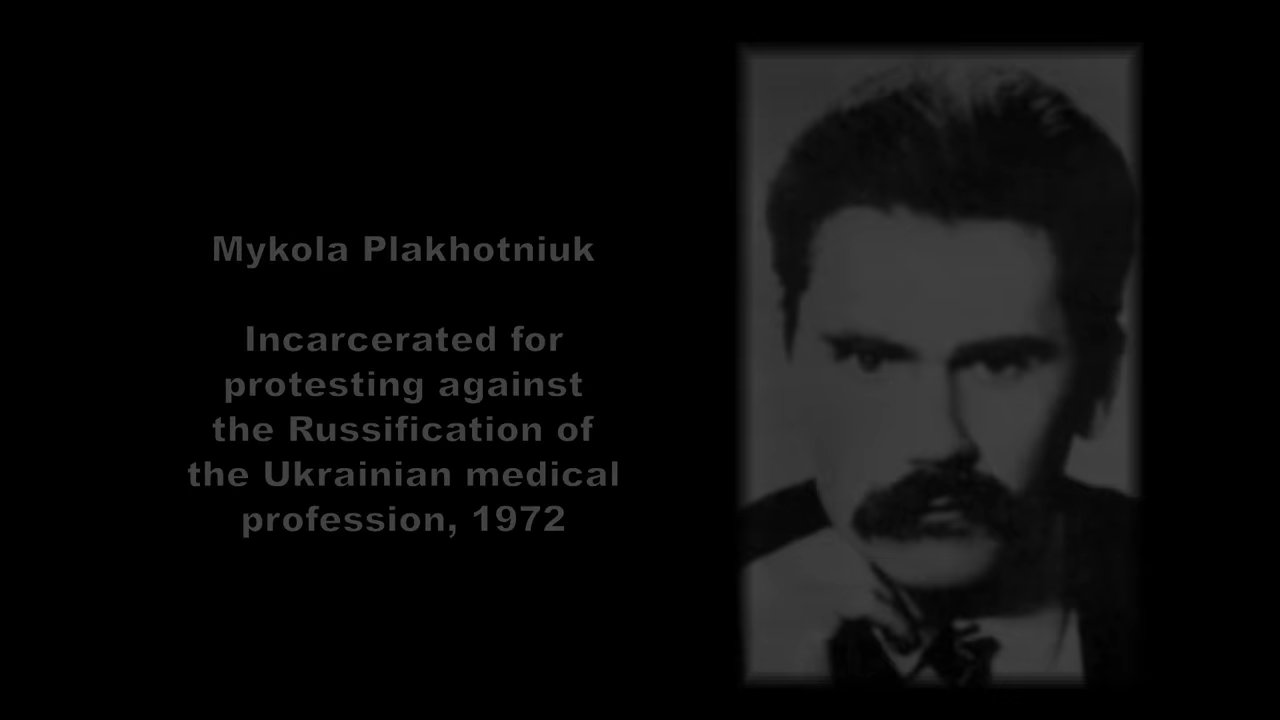 Mykola Plakhotniuk
Incarcerated for
protesting against
the Russification of
the Ukrainian medical
profession, 1972